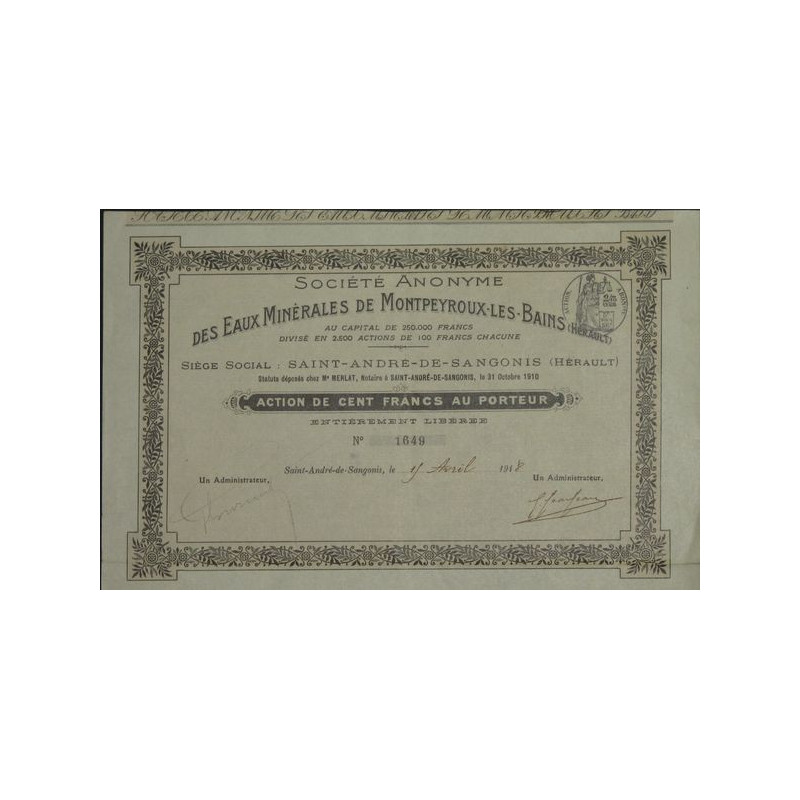 SOCIÉTÉ ANONYME
DES EAUX MINÉRALES DE MONTPEYROUX-LES-BAINS (HÉRAULT)
AU CAPITAL DE 250.000 FRANCS
DIVISÉ EN 2.500 ACTIONS DE 100 FRANCS CHACUNE
SIÈGE SOCIAL : SAINT-ANDRÉ-DE-SANGONIS (HÉRAULT)
Statuts déposés chez Me MERLAT, Notaire à SAINT-ANDRÉ-DE-SANGONIS, le 31 Octobre 1910
ACTION DE CENT FRANCS AU PORTEUR
ENTIÈREMENT LIBÉRÉE
No 1649
Saint-André-de-Sangonis, le 15 Avril 1918
Un Administrateur,
Un Administrateur,